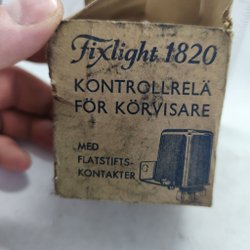 Fixlight 1820
KONTROLLRELÄ
FÖR KÖRVISARE
MED
FLATSTIFTS-
KONTAKTER